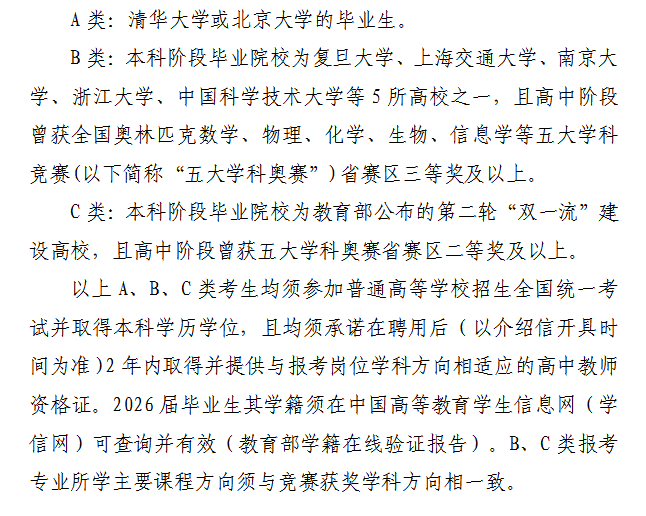 A 类：清华大学或北京大学的毕业生。
B 类：本科阶段毕业院校为复旦大学、上海交通大学、南京大
学、浙江大学、中国科学技术大学等 5 所高校之一，且高中阶段
曾获全国奥林匹克数学、物理、化学、生物、信息学等五大学科
竞赛(以下简称“五大学科奥赛”)省赛区三等奖及以上。
C 类：本科阶段毕业院校为教育部公布的第二轮“双一流”建
设高校，且高中阶段曾获五大学科奥赛省赛区二等奖及以上。
以上 A、B、C 类考生均须参加普通高等学校招生全国统一考
试并取得本科学历学位，且均须承诺在聘用后（以介绍信开具时
间为准)2 年内取得并提供与报考岗位学科方向相适应的高中教师
资格证。2026 届毕业生其学籍须在中国高等教育学生信息网（学
信网）可查询并有效（教育部学籍在线验证报告）。B、C 类报考
专业所学主要课程方向须与竞赛获奖学科方向相一致。